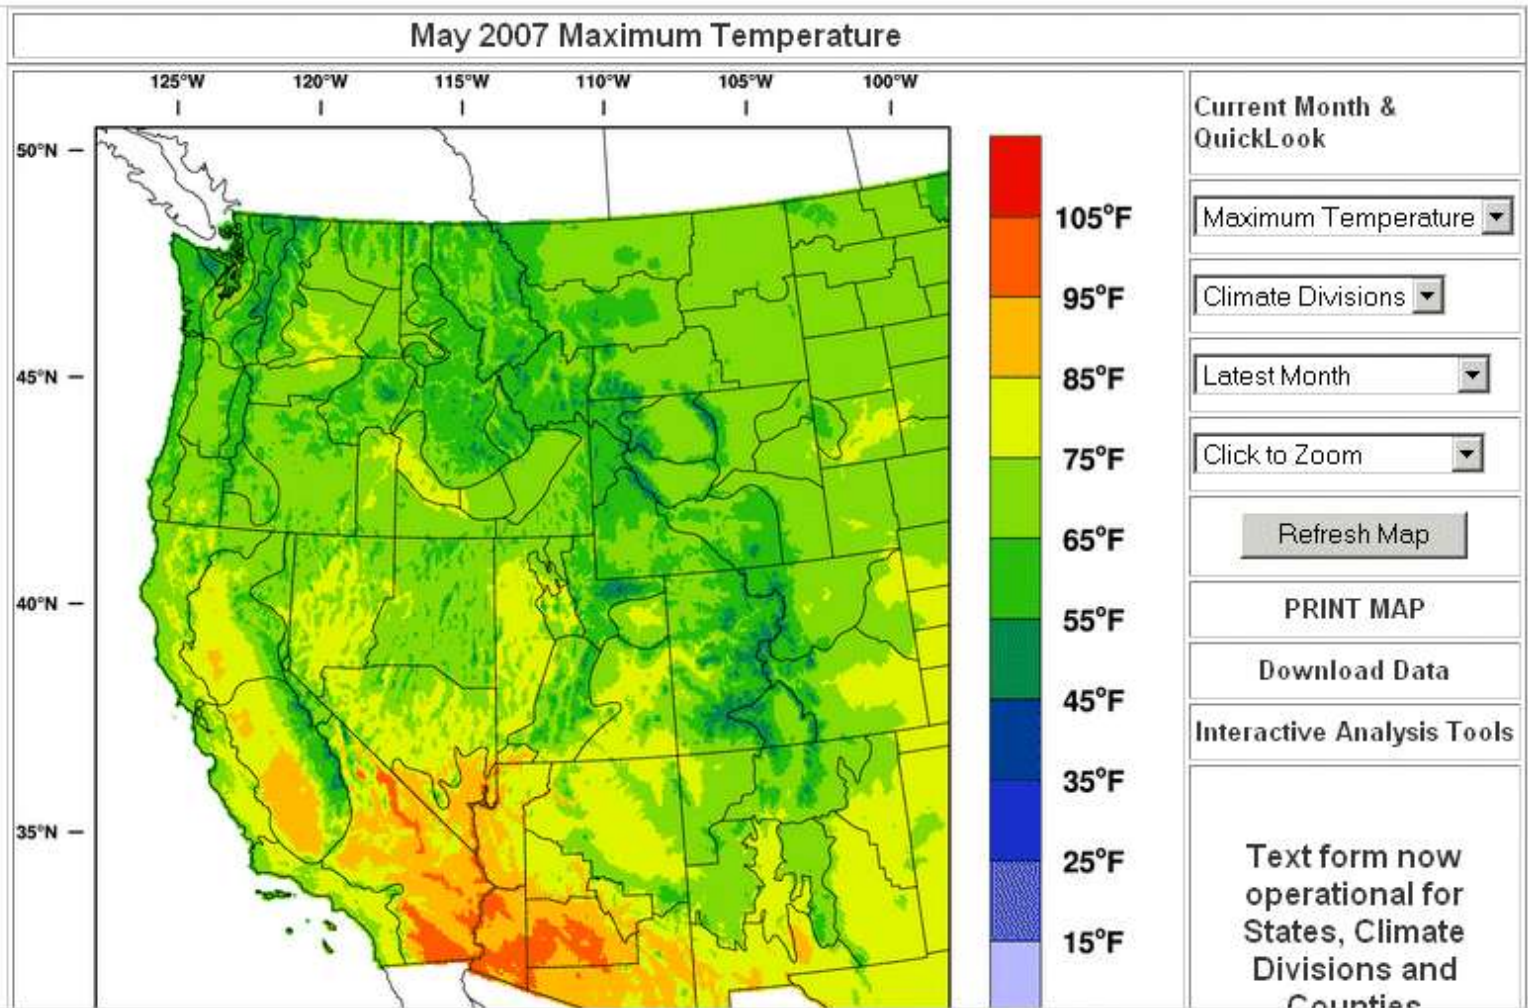 May 2007 Maximum Temperature
125°W 120°W 115°W 110°W 105°W 100°W
50°N
45°N
40°N
35°N
105°F
95°F
85°F
75°F
65°F
55°F
45°F
35°F
25°F
15°F
Current Month &
QuickLook
Maximum Temperature
Climate Divisions
Latest Month
Click to Zoom
Refresh Map
PRINT MAP
Download Data
Interactive Analysis Tools
Text form now
operational for
States, Climate
Divisions and
Counties